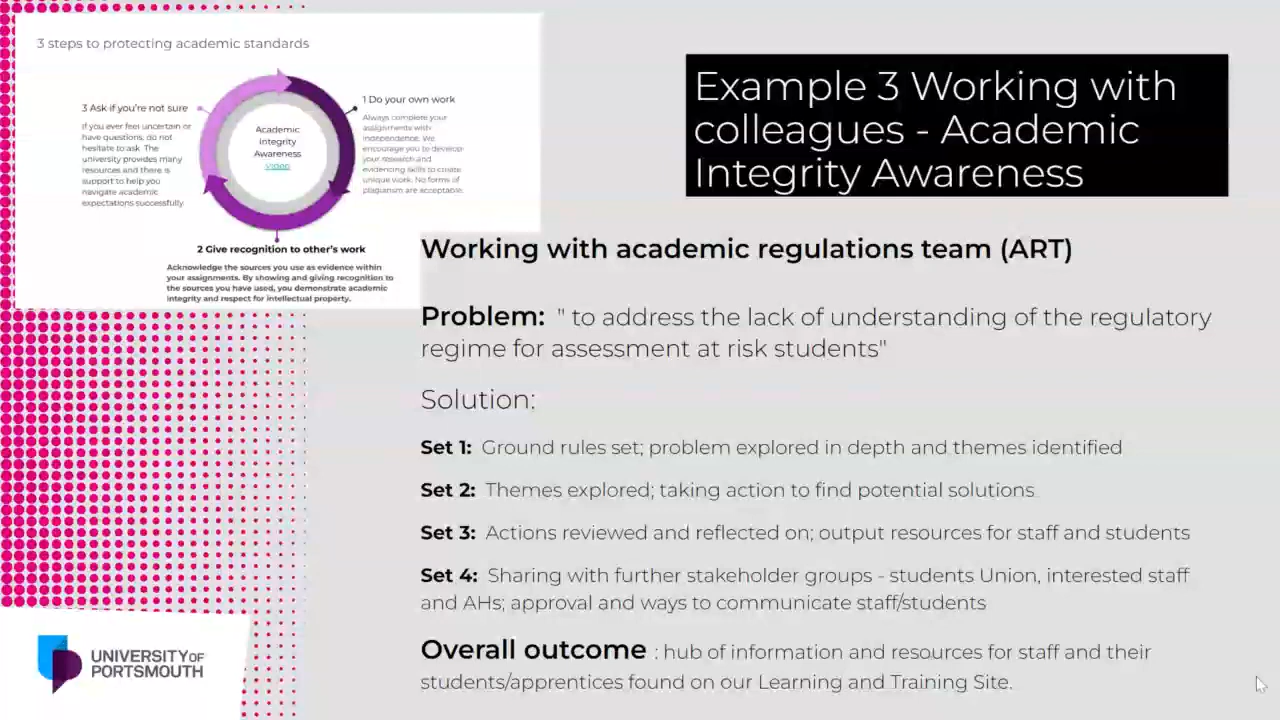 3 steps to protecting academic standards
3 Ask if you're not sure
If you ever feel uncertain or
have questions, do not
hesitate to ask. The
university provides many
resources and there is
support to help you
navigate academic
expectations successfully.
Academic
Integrity
Awareness
Video
1 Do your own work
Always complete your
assignments with
independence. We
encourage you to develop
your research and
evidencing skills to create
unique work. No forms of
plagiarism are acceptable.
2 Give recognition to other's work
Acknowledge the sources you use as evidence within
your assignments. By showing and giving recognition to
the sources you have used, you demonstrate academic
integrity and respect for intellectual property.
Example 3 Working with
colleagues - Academic
Integrity Awareness
Working with academic regulations team (ART)
Problem: " to address the lack of understanding of the regulatory
regime for assessment at risk students"
Solution:
Set 1: Ground rules set; problem explored in depth and themes identified
Set 2: Themes explored; taking action to find potential solutions
Set 3: Actions reviewed and reflected on; output resources for staff and students
Set 4: Sharing with further stakeholder groups - students Union, interested staff
and AHs; approval and ways to communicate staff/students
Overall outcome : hub of information and resources for staff and their
students/apprentices found on our Learning and Training Site.
UNIVERSITY OF
PORTSMOUTH